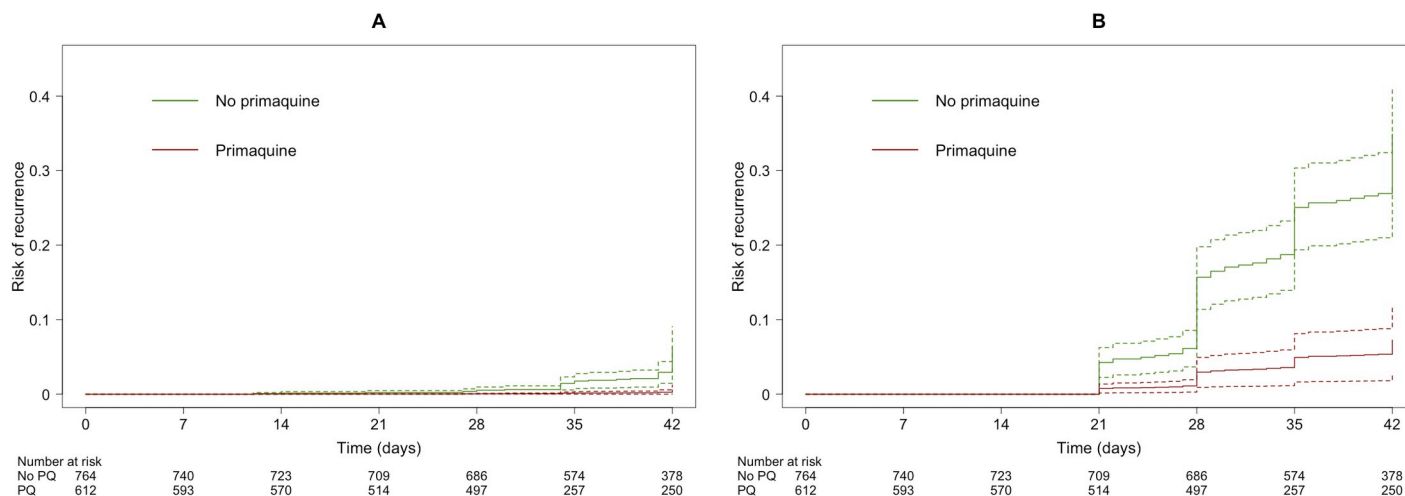 A
0.4
0.3
0.2
0.1
0
Risk of recurrence
No primaquine
Primaquine
0 7 14 21 28 35 42
Time (days)
Number at risk
No PQ 764 740 723 709 686 574 378
PQ 612 593 570 514 497 257 250
B
0.4
0.3
0.2
0.1
0
Risk of recurrence
No primaquine
Primaquine
0 7 14 21 28 35 42
Time (days)
Number at risk
No PQ 764 740 723 709 686 574 378
PQ 612 593 570 514 497 257 250